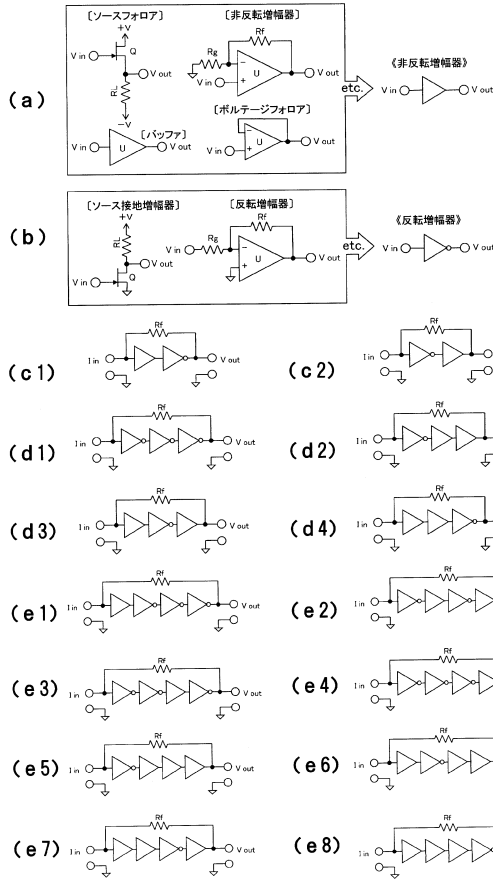 〔ソースフォロア〕
+V
V in
Q
V out
RL
-V
〔非反転増幅器〕
Rf
Rg
V in
U
V out
〔バッファ〕
V in
U
V out
〔ボルテージフォロア〕
V in
U
V out
(a)
etc.
《非反転増幅器》
V in
V out
〔ソース接地増幅器〕
+V
RL
V out
V in
Q
〔反転増幅器〕
Rf
V in
Rg
U
V out
(b)
etc.
《反転増幅器》
V in
V out
(c1)
Rf
I in
V out
(c2)
Rf
I in
(d1)
Rf
I in
V out
(d2)
Rf
I in
(d3)
Rf
I in
V out
(d4)
Rf
I in
(e1)
Rf
I in
V out
(e2)
Rf
I in
(e3)
Rf
I in
V out
(e4)
Rf
I in
(e5)
Rf
I in
V out
(e6)
Rf
I in
(e7)
Rf
I in
V out
(e8)
Rf
I in